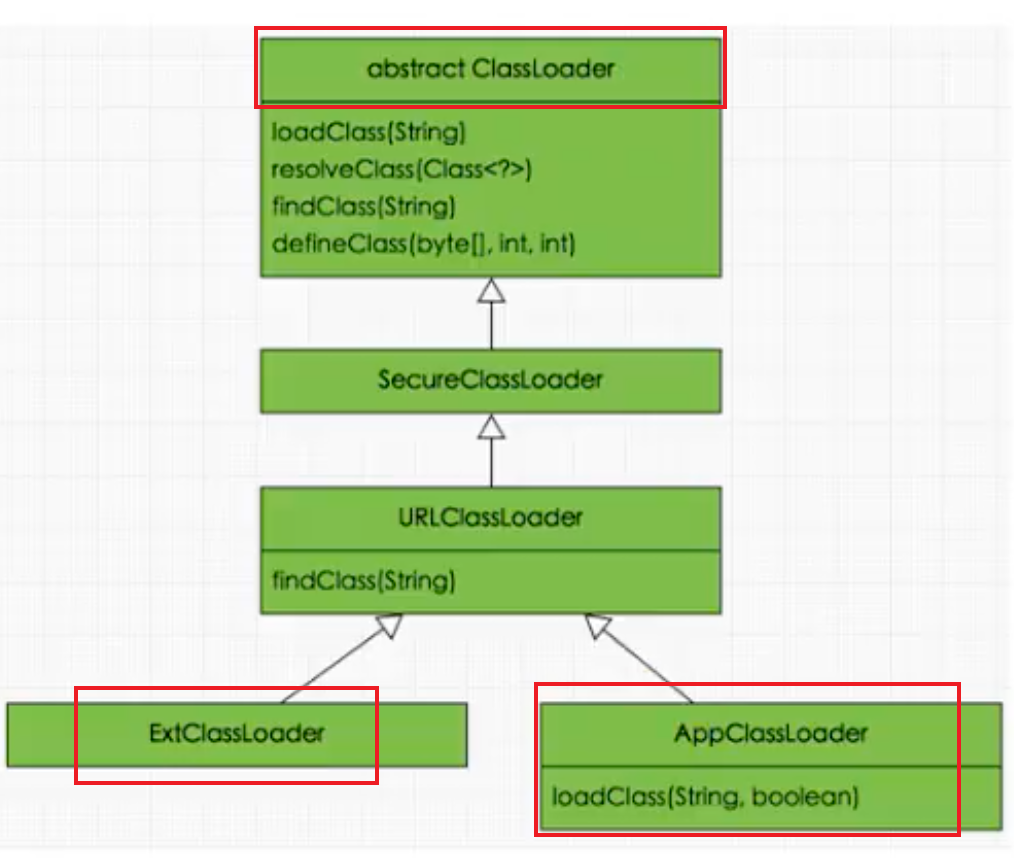 abstract ClassLoader
loadClass(String)
resolveClass(Class<?>)
findClass(String)
defineClass(byte[], int, int)
SecureClassLoader
URLClassLoader
findClass(String)
ExtClassLoader
AppClassLoader
loadClass(String, boolean)